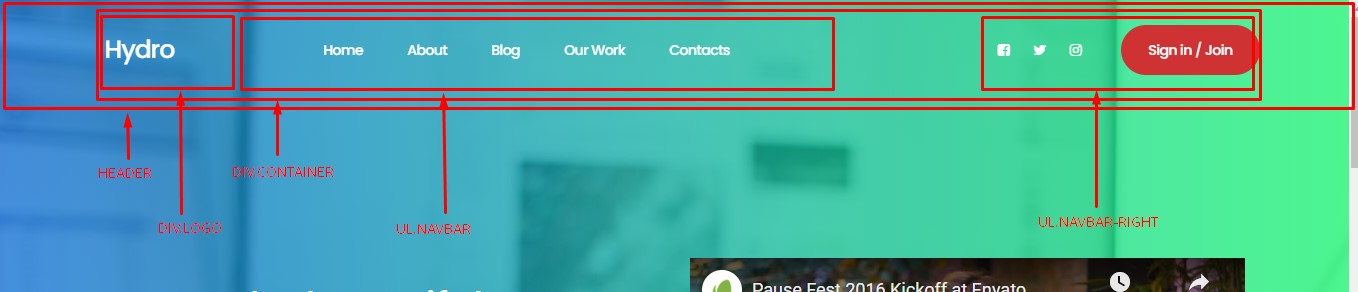 Hydro
Home About Blog Our Work Contacts
Sign in / Join
HEADER
DIV.CONTAINER
DIV.LOGO
UL.NAVBAR
UL.NAVBAR-RIGHT
Pause Fest 2016 Kickoff at Envato